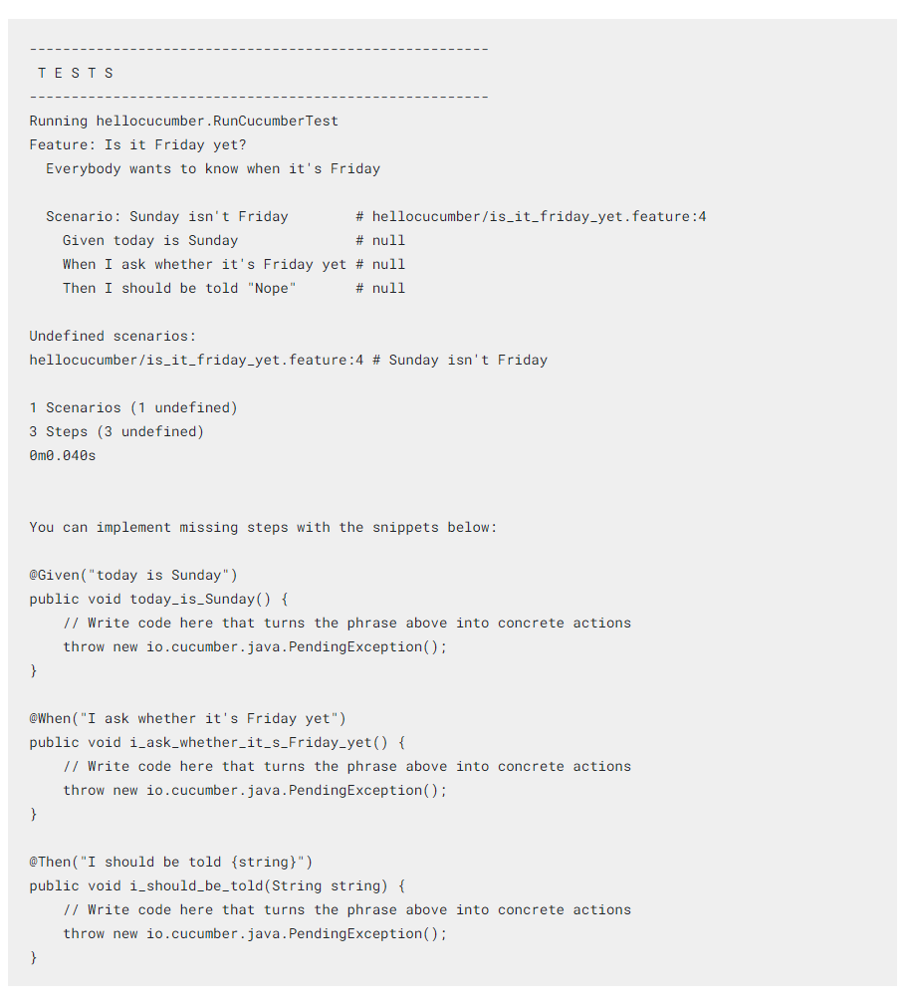 -------------------------------------------------------
 T E S T S
-------------------------------------------------------
Running hellocucumber.RunCucumberTest
Feature: Is it Friday yet?
  Everybody wants to know when it's Friday

  Scenario: Sunday isn't Friday        # hellocucumber/is_it_friday_yet.feature:4
    Given today is Sunday              # null
    When I ask whether it's Friday yet # null
    Then I should be told "Nope"       # null

Undefined scenarios:
hellocucumber/is_it_friday_yet.feature:4 # Sunday isn't Friday

1 Scenarios (1 undefined)
3 Steps (3 undefined)
0m0.040s


You can implement missing steps with the snippets below:

@Given("today is Sunday")
public void today_is_Sunday() {
    // Write code here that turns the phrase above into concrete actions
    throw new io.cucumber.java.PendingException();
}

@When("I ask whether it's Friday yet")
public void i_ask_whether_it_s_Friday_yet() {
    // Write code here that turns the phrase above into concrete actions
    throw new io.cucumber.java.PendingException();
}

@Then("I should be told {string}")
public void i_should_be_told(String string) {
    // Write code here that turns the phrase above into concrete actions
    throw new io.cucumber.java.PendingException();
}